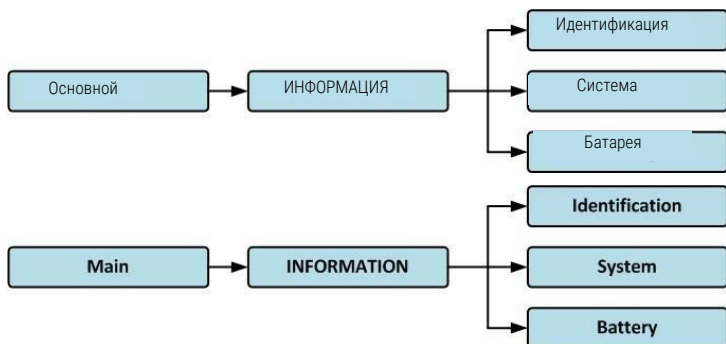 Идентификация
Основной
ИНФОРМАЦИЯ
Система
Батарея
Identification
Main
INFORMATION
System
Battery